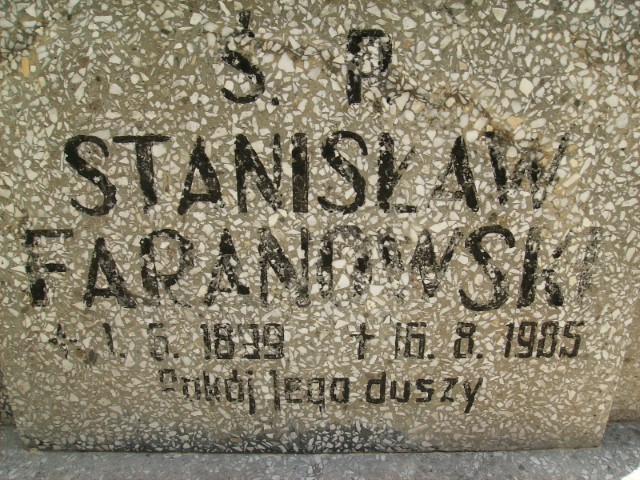 Ś. P.
STANISŁAW
FARANOWSKI
* 1. 6. 1899 † 16. 8. 1985
Pokój Jego duszy